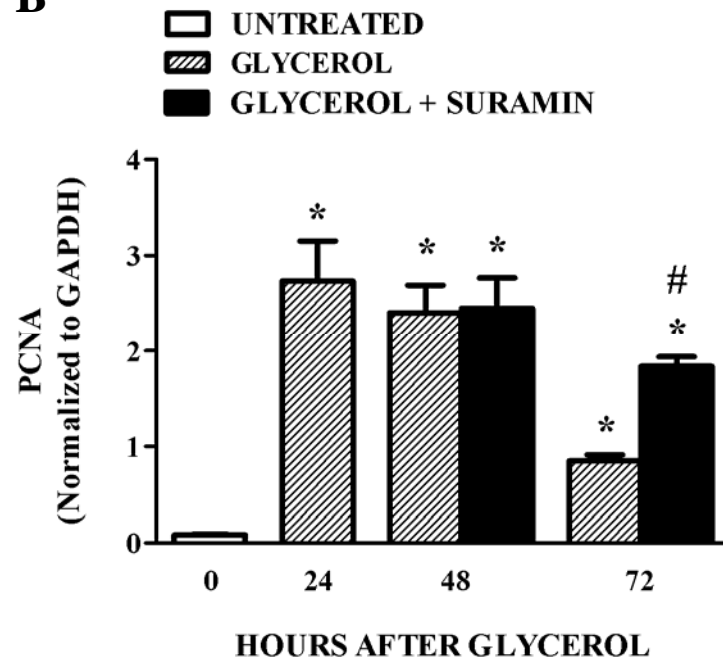 B
UNTREATED
GLYCEROL
GLYCEROL + SURAMIN
PCNA
(Normalized to GAPDH)
4
3
2
1
0
*
*
*
*
#
*
0 24 48 72
HOURS AFTER GLYCEROL